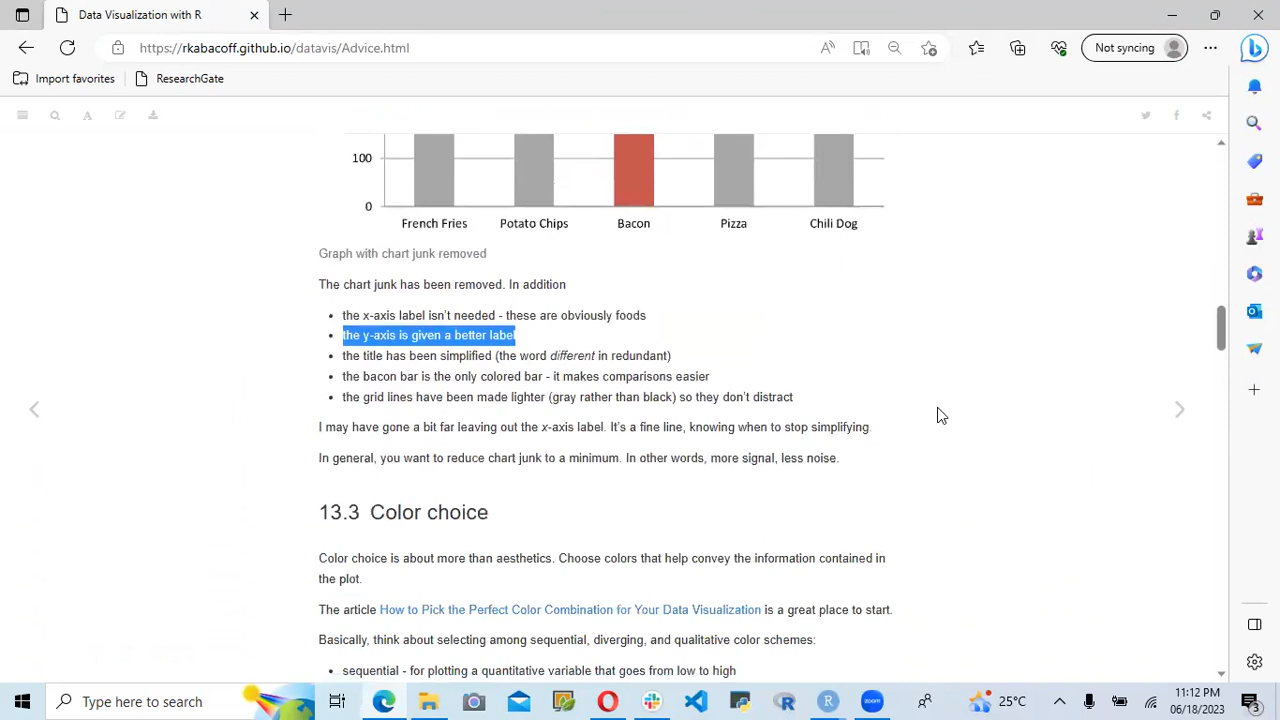 Data Visualization with R
https://rkabacoff.github.io/datavis/Advice.html
Not syncing
Import favorites
ResearchGate
100
0
French Fries Potato Chips Bacon Pizza Chili Dog
Graph with chart junk removed
The chart junk has been removed. In addition
• the x-axis label isn't needed - these are obviously foods
• the y-axis is given a better label
• the title has been simplified (the word different in redundant)
• the bacon bar is the only colored bar - it makes comparisons easier
• the grid lines have been made lighter (gray rather than black) so they don't distract
I may have gone a bit far leaving out the x-axis label. It's a fine line, knowing when to stop simplifying.
In general, you want to reduce chart junk to a minimum. In other words, more signal, less noise.
13.3 Color choice
Color choice is about more than aesthetics. Choose colors that help convey the information contained in
the plot.
The article How to Pick the Perfect Color Combination for Your Data Visualization is a great place to start.
Basically, think about selecting among sequential, diverging, and qualitative color schemes:
• sequential - for plotting a quantitative variable that goes from low to high
Type here to search
zoom
25°C
11:12 PM
06/18/2023
3